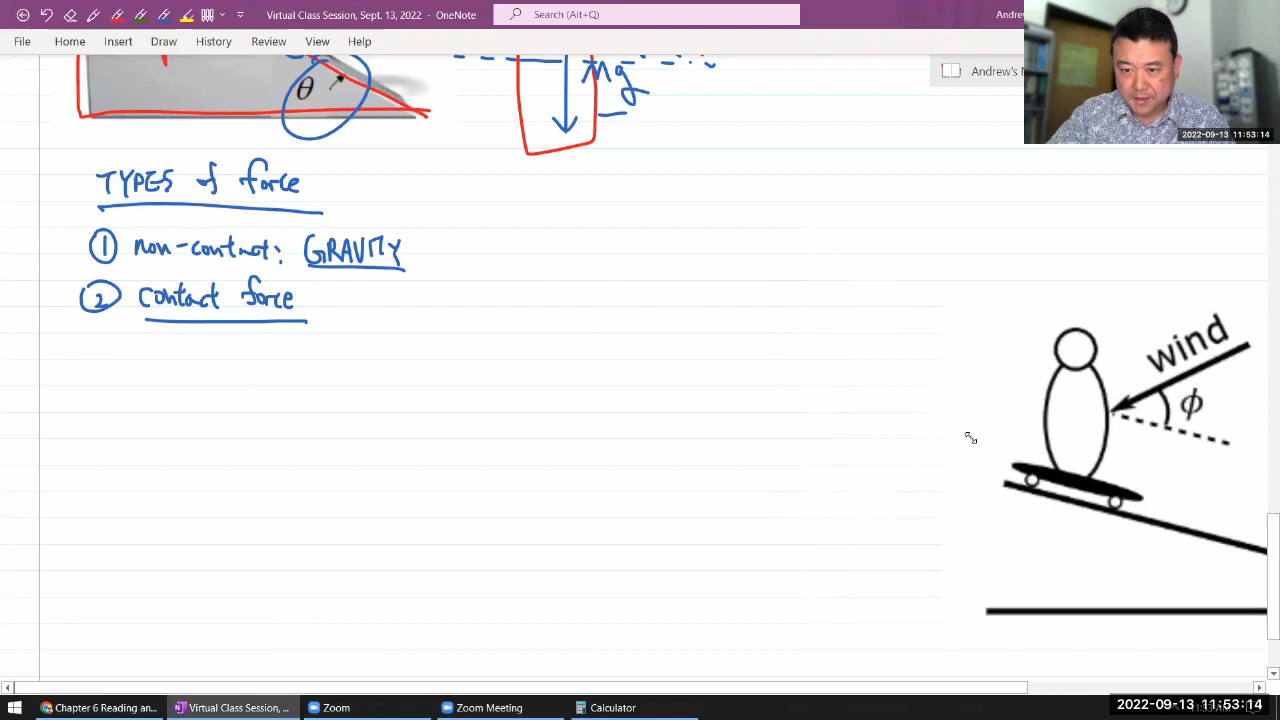 Virtual Class Session, Sept. 13, 2022 - OneNote
Search (Alt+Q)
Andrew
File Home Insert Draw History Review View Help
Andrew's N
2022-09-13 11:53:14
θ
mg
TYPES of force
① non-contact: GRAVITY
② contact force
wind
ϕ
Chapter 6 Reading an...
Virtual Class Session,...
Zoom
Zoom Meeting
Calculator
2022-09-13 11:53:14